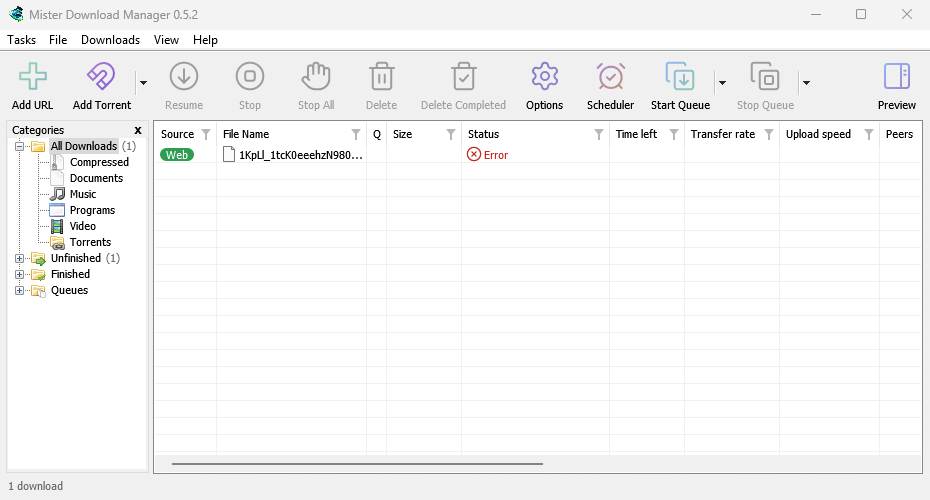 Mister Download Manager 0.5.2
Tasks File Downloads View Help
Add URL Add Torrent Resume Stop Stop All Delete Delete Completed Options Scheduler Start Queue Stop Queue Preview
Categories x
Source File Name Q Size Status Time left Transfer rate Upload speed Peers
All Downloads (1)
Web 1KpLl_1tcK0eeehzN980... Error
Compressed
Documents
Music
Programs
Video
Torrents
Unfinished (1)
Finished
Queues
1 download